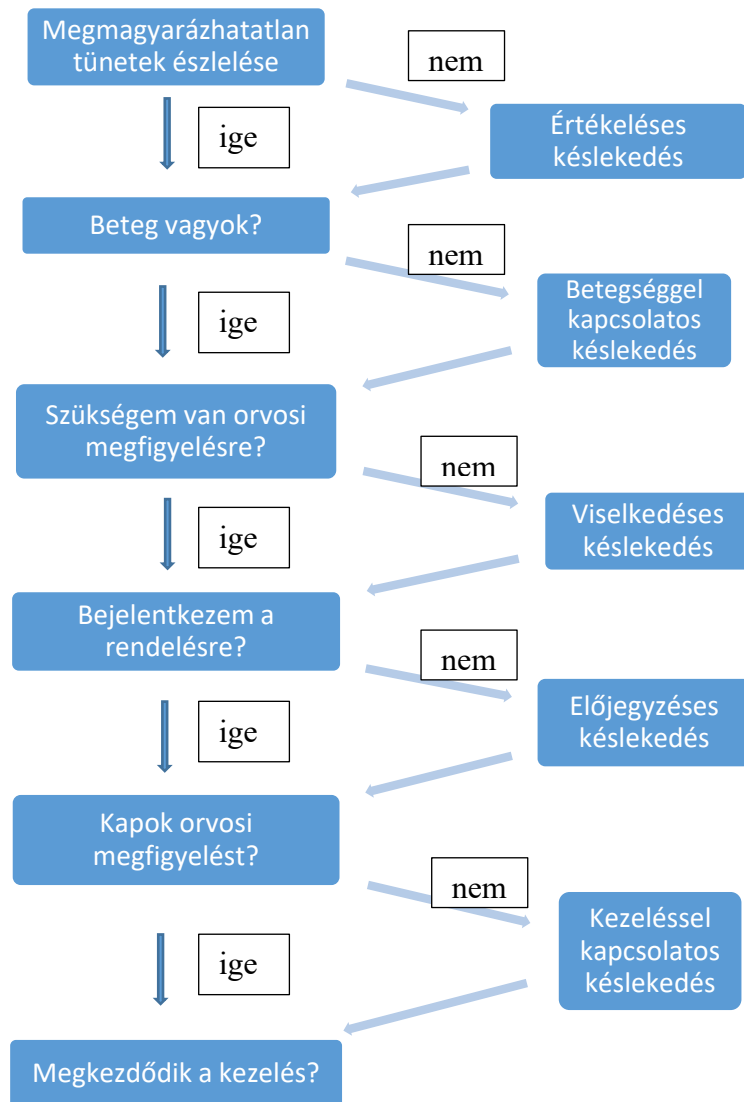 Megmagyarázhatatlan
tünetek észlelése
nem
ige
Értékeléses
késlekedés
Beteg vagyok?
nem
ige
Betegséggel
kapcsolatos
késlekedés
Szükségem van orvosi
megfigyelésre?
nem
ige
Viselkedéses
késlekedés
Bejelentkezem a
rendelésre?
nem
ige
Előjegyzéses
késlekedés
Kapok orvosi
megfigyelést?
nem
ige
Kezeléssel
kapcsolatos
késlekedés
Megkezdődik a kezelés?